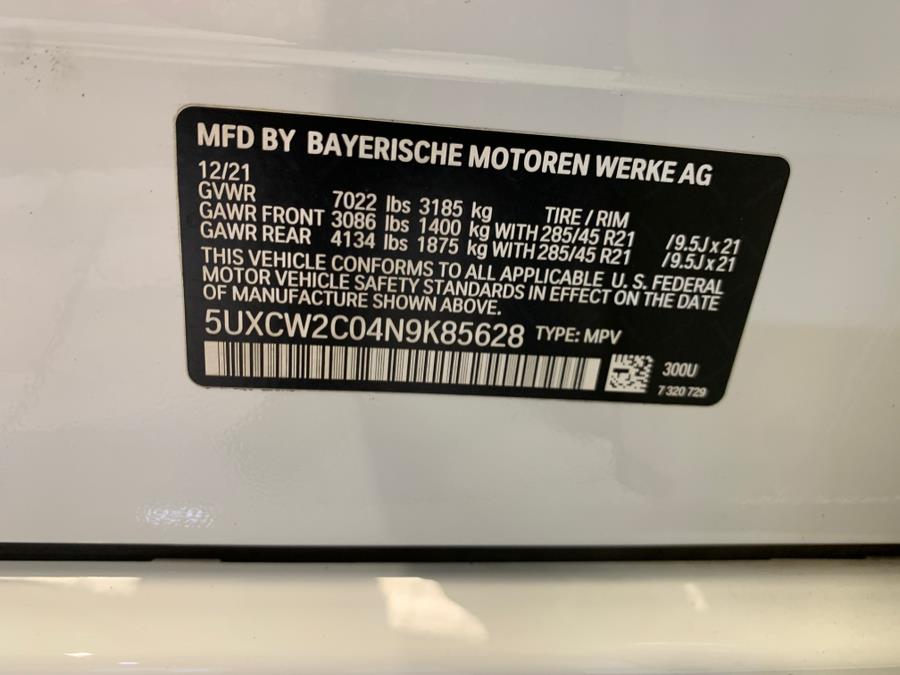 MFD BY BAYERISCHE MOTOREN WERKE AG
12/21
GVWR 7022 lbs 3185 kg TIRE / RIM
GAWR FRONT 3086 lbs 1400 kg WITH 285/45 R21 /9.5J x 21
GAWR REAR 4134 lbs 1875 kg WITH 285/45 R21 /9.5J x 21
THIS VEHICLE CONFORMS TO ALL APPLICABLE U. S. FEDERAL
MOTOR VEHICLE SAFETY STANDARDS IN EFFECT ON THE DATE
OF MANUFACTURE SHOWN ABOVE.
5UXCW2C04N9K85628 TYPE: MPV
300U
7 320 729